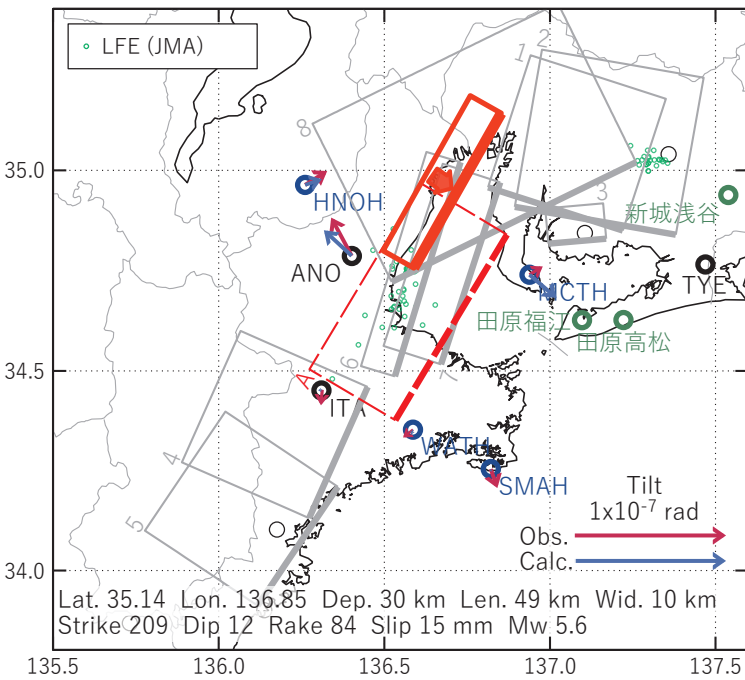 LFE (JMA)
1
2
8
35.0
HNOH
3
新城浅谷
ANO
MCTH
TYE
田原福江
田原高松
6
7
34.5
A
ITA
4
WATH
SMAH
5
Tilt
1x10⁻⁷ rad
Obs.
Calc.
34.0
Lat. 35.14 Lon. 136.85 Dep. 30 km Len. 49 km Wid. 10 km
Strike 209 Dip 12 Rake 84 Slip 15 mm Mw 5.6
135.5 136.0 136.5 137.0 137.5